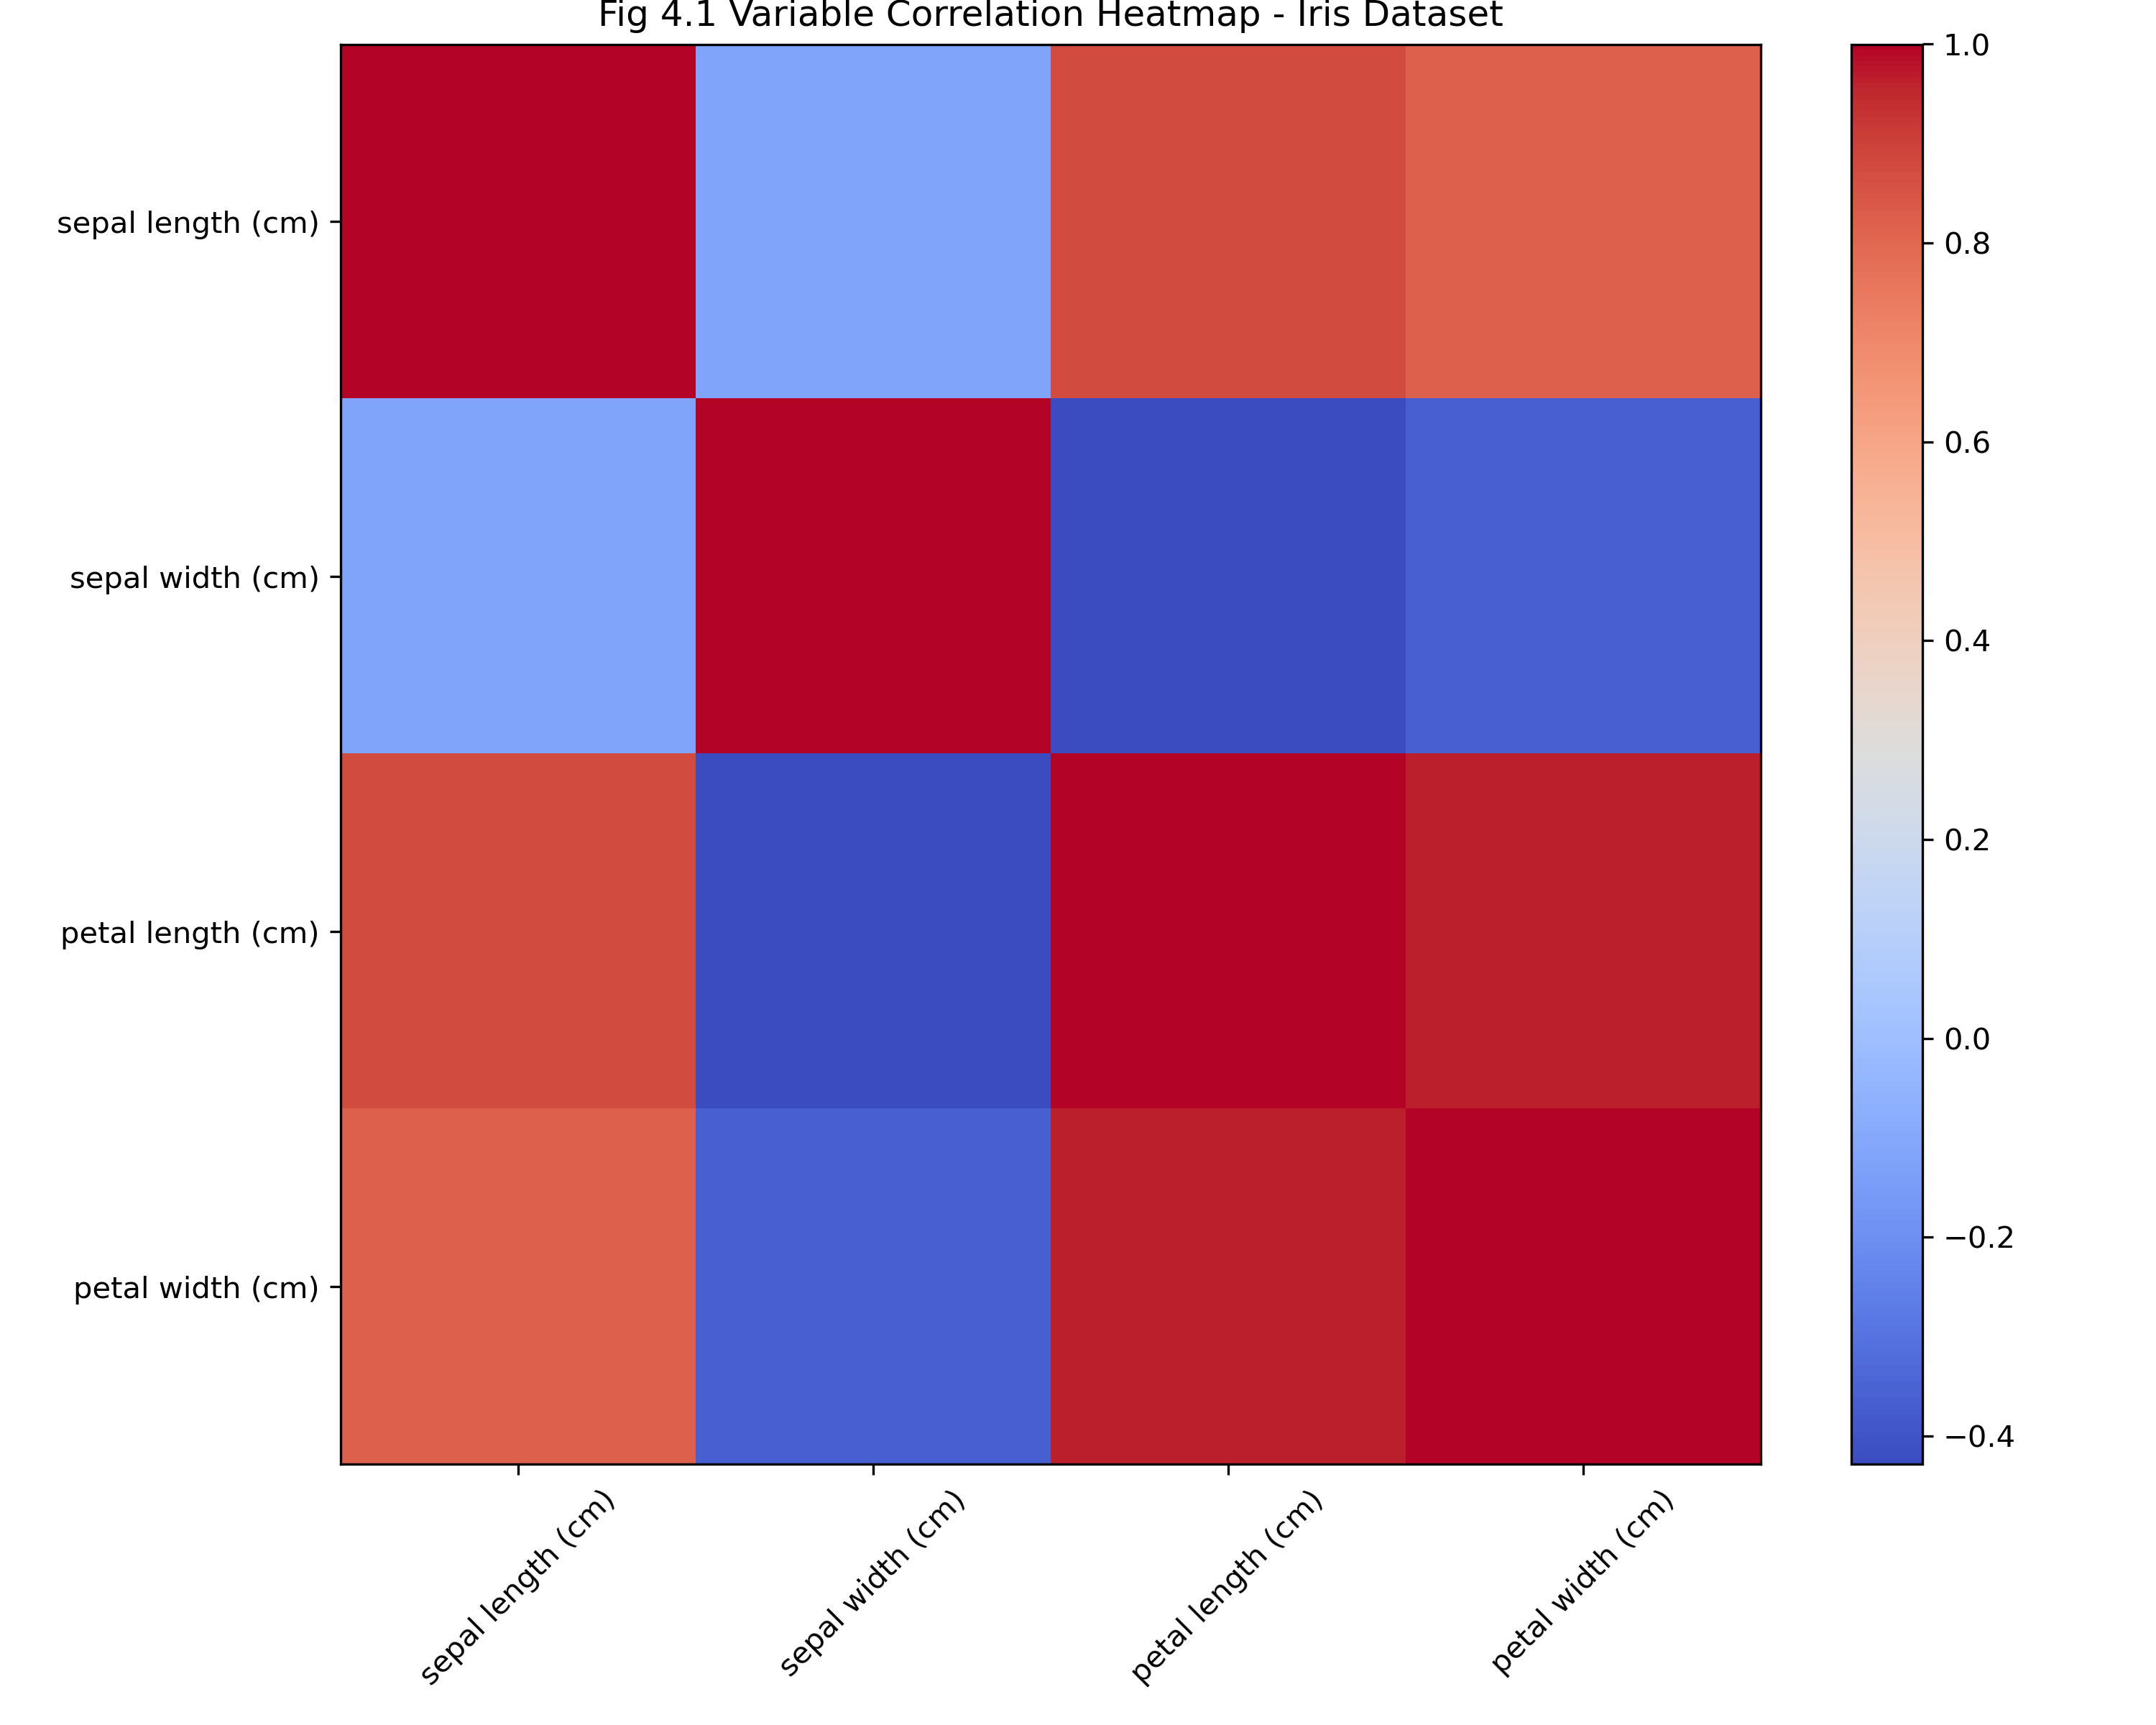 Fig 4.1 Variable Correlation Heatmap - Iris Dataset
sepal length (cm)
sepal width (cm)
petal length (cm)
petal width (cm)
sepal length (cm)
sepal width (cm)
petal length (cm)
petal width (cm)
1.0
0.8
0.6
0.4
0.2
0.0
−0.2
−0.4